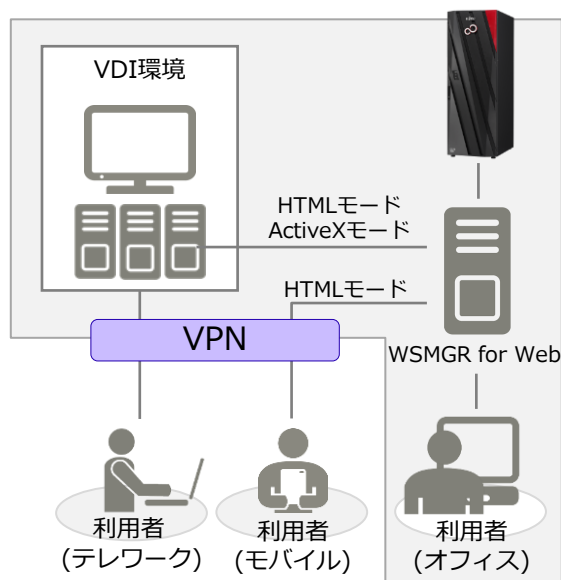 VDI環境
HTMLモード
ActiveXモード
HTMLモード
VPN
WSMGR for Web
利用者
(テレワーク)
利用者
(モバイル)
利用者
(オフィス)